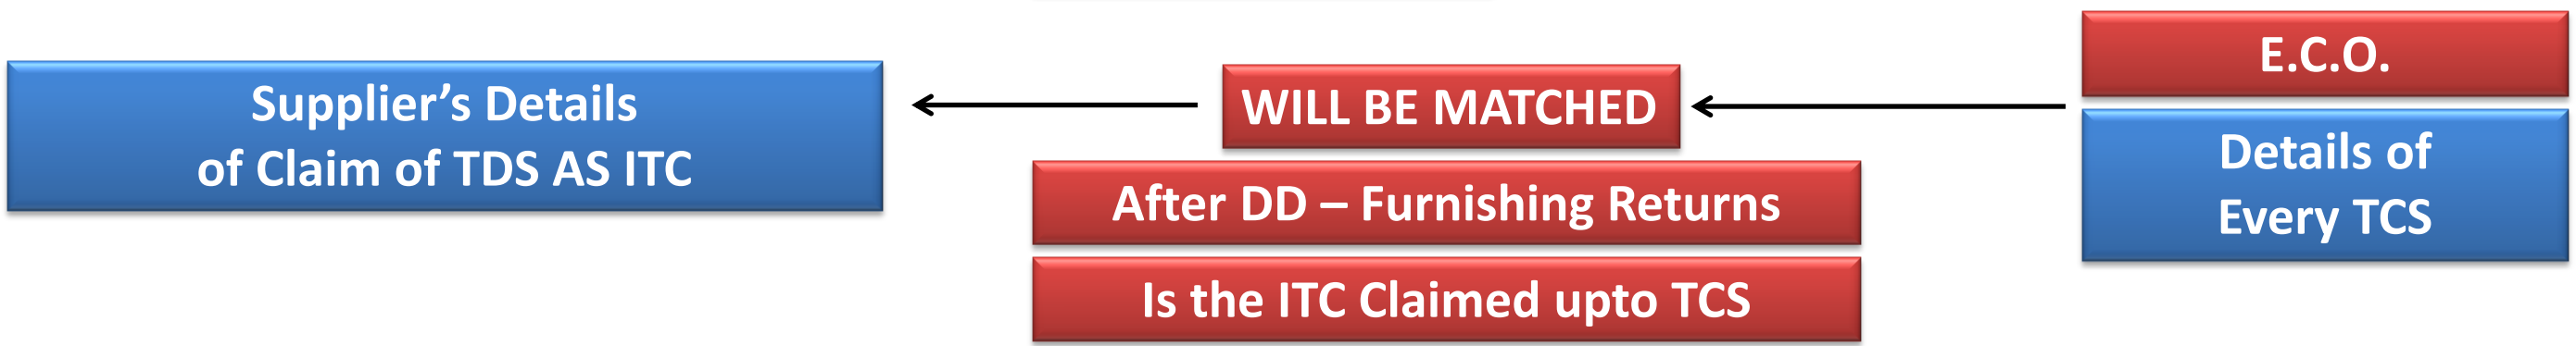 Supplier’s Details
of Claim of TDS AS ITC
WILL BE MATCHED
After DD – Furnishing Returns
Is the ITC Claimed upto TCS
E.C.O.
Details of
Every TCS